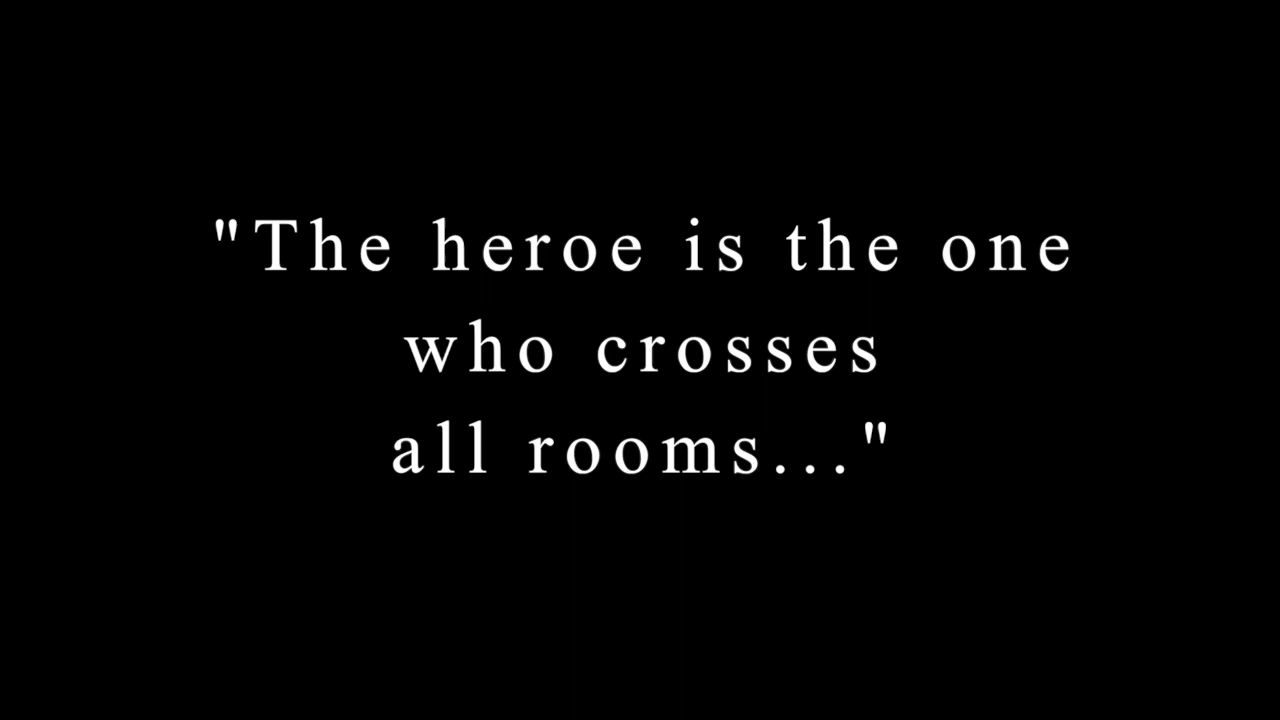 "The heroe is the one
who crosses
all rooms..."